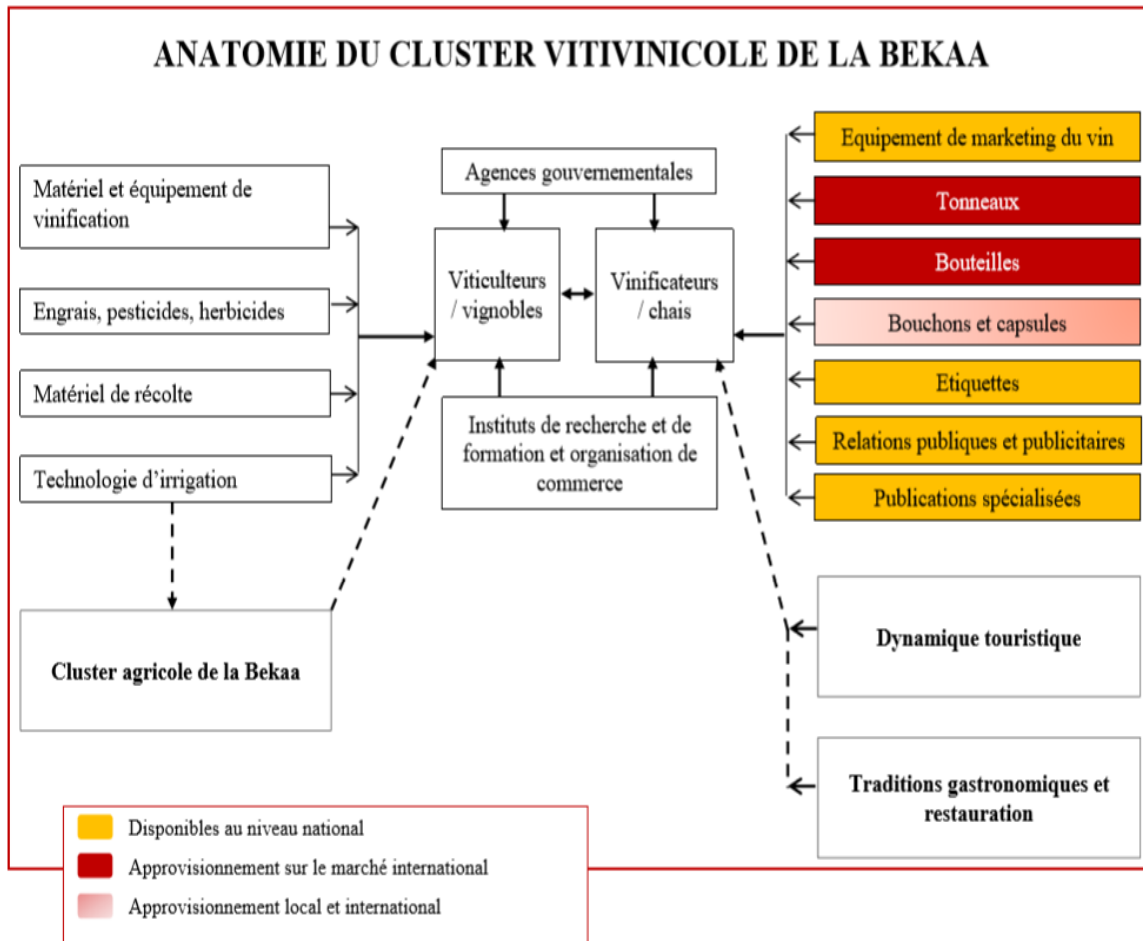 ANATOMIE DU CLUSTER VITIVINICOLE DE LA BEKAA
Matériel et équipement de
vinification
Engrais, pesticides, herbicides
Matériel de récolte
Technologie d'irrigation
Cluster agricole de la Bekaa
Agences gouvernementales
Viticulteurs
/ vignobles
Vinificateurs
/ chais
Instituts de recherche et de
formation et organisation de
commerce
Equipement de marketing du vin
Tonneaux
Bouteilles
Bouchons et capsules
Etiquettes
Relations publiques et publicitaires
Publications spécialisées
Dynamique touristique
Traditions gastronomiques et
restauration
Disponibles au niveau national
Approvisionnement sur le marché international
Approvisionnement local et international